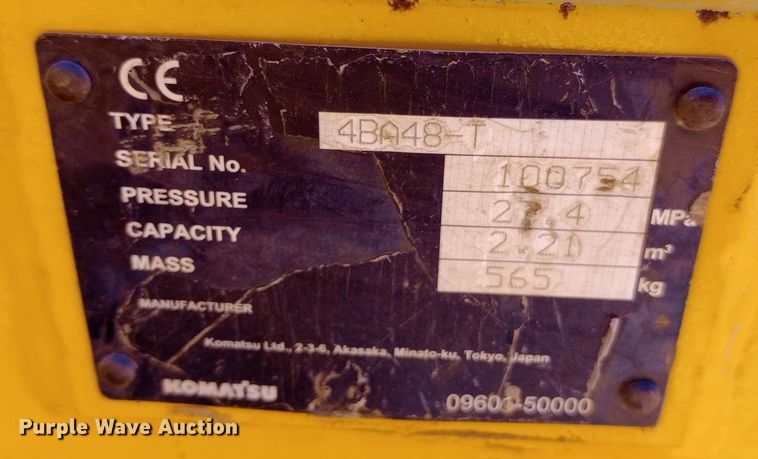 CE
TYPE 4BA48-T
SERIAL No. 100754
PRESSURE 27.4 MPa
CAPACITY 2.21 m³
MASS 565 kg
MANUFACTURER
Komatsu Ltd., 2-3-6, Akasaka, Minato-ku, Tokyo, Japan
KOMATSU 09601-50000
Purple Wave Auction